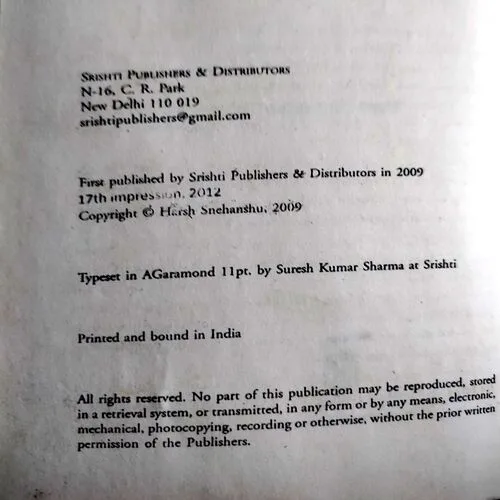 SRISHTI PUBLISHERS & DISTRIBUTORS
N-16, C. R. Park
New Delhi 110 019
srishtipublishers@gmail.com
First published by Srishti Publishers & Distributors in 2009
17th impression, 2012
Copyright © Harsh Snehanshu, 2009
Typeset in AGaramond 11pt. by Suresh Kumar Sharma at Srishti
Printed and bound in India
All rights reserved. No part of this publication may be reproduced, stored
in a retrieval system, or transmitted, in any form or by any means, electronic,
mechanical, photocopying, recording or otherwise, without the prior written
permission of the Publishers.